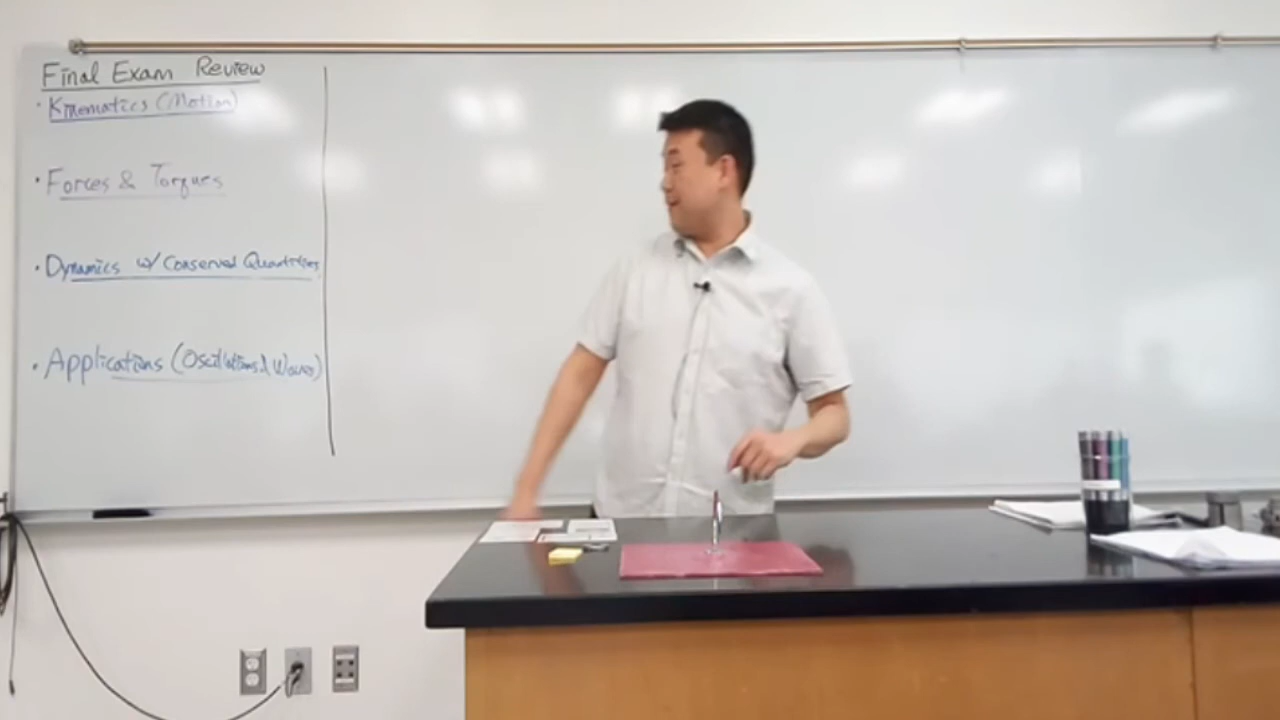 Final Exam Review
• Kinematics (Motion)
• Forces & Torques
• Dynamics w/ Conserved Quantities
• Applications (Oscillations & Waves)